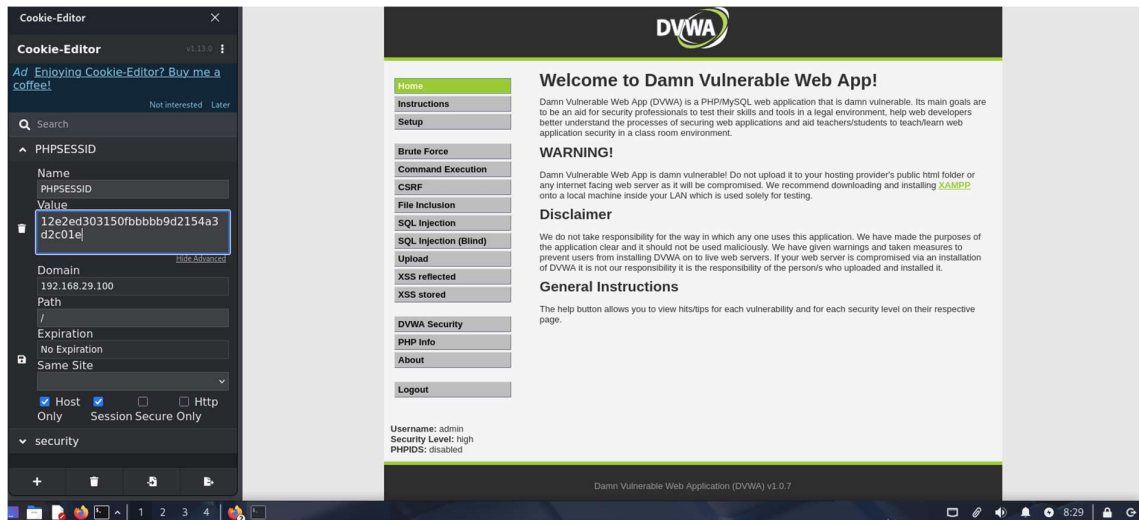 Cookie-Editor
Cookie-Editor v1.13.0
Ad Enjoying Cookie-Editor? Buy me a
coffee!
Not interested Later
Search
PHPSESSID
Name
PHPSESSID
Value
12e2ed303150fbbbbb9d2154a3
d2c01e
Hide Advanced
Domain
192.168.29.100
Path
/
Expiration
No Expiration
Same Site
Host Only
Session
Secure
Http Only
security
DVWA
Home
Instructions
Setup
Brute Force
Command Execution
CSRF
File Inclusion
SQL Injection
SQL Injection (Blind)
Upload
XSS reflected
XSS stored
DVWA Security
PHP Info
About
Logout
Username: admin
Security Level: high
PHPIDS: disabled
Welcome to Damn Vulnerable Web App!
Damn Vulnerable Web App (DVWA) is a PHP/MySQL web application that is damn vulnerable. Its main goals are
to be an aid for security professionals to test their skills and tools in a legal environment, help web developers
better understand the processes of securing web applications and aid teachers/students to teach/learn web
application security in a class room environment.
WARNING!
Damn Vulnerable Web App is damn vulnerable! Do not upload it to your hosting provider's public html folder or
any internet facing web server as it will be compromised. We recommend downloading and installing XAMPP
onto a local machine inside your LAN which is used solely for testing.
Disclaimer
We do not take responsibility for the way in which any one uses this application. We have made the purposes of
the application clear and it should not be used maliciously. We have given warnings and taken measures to
prevent users from installing DVWA on to live web servers. If your web server is compromised via an installation
of DVWA it is not our responsibility it is the responsibility of the person/s who uploaded and installed it.
General Instructions
The help button allows you to view hits/tips for each vulnerability and for each security level on their respective
page.
Damn Vulnerable Web Application (DVWA) v1.0.7
1 2 3 4
8:29